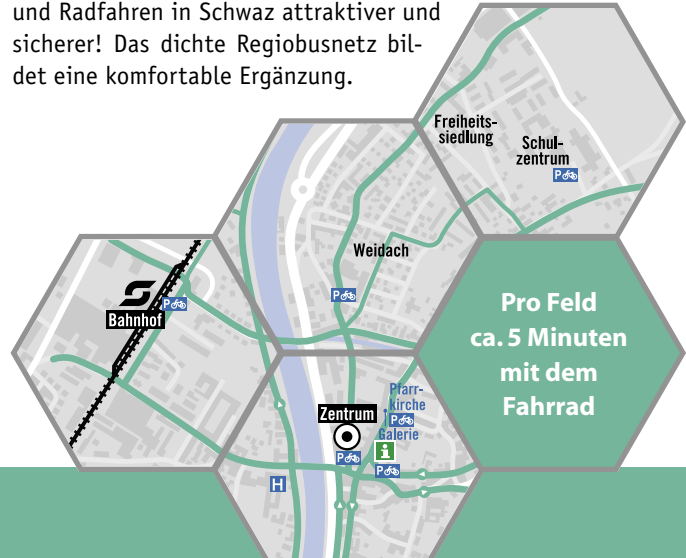 und Radfahren in Schwaz attraktiver und
sicherer! Das dichte Regiobusnetz bil-
det eine komfortable Ergänzung.
Freiheits-
siedlung
Schul-
zentrum
P
Weidach
P
P
Bahnhof
Pro Feld
ca. 5 Minuten
mit dem
Fahrrad
Pfarr-
kirche
P
Zentrum
Galerie
i
P
P
H